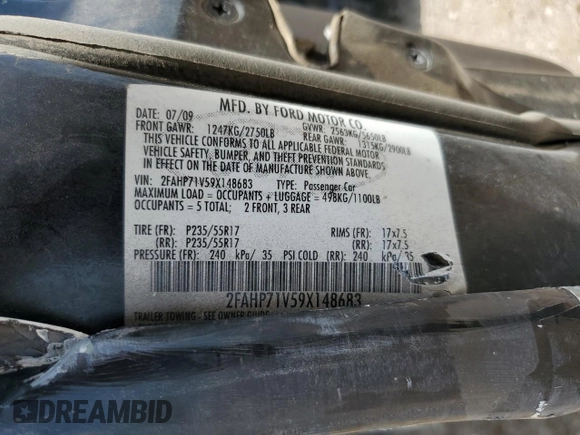 MFD. BY FORD MOTOR CO.
DATE: 07/09 GVWR: 2563KG/5650LB
FRONT GAWR: 1247KG/2750LB REAR GAWR: 1315KG/2900LB
THIS VEHICLE CONFORMS TO ALL APPLICABLE FEDERAL MOTOR
VEHICLE SAFETY, BUMPER, AND THEFT PREVENTION STANDARDS
IN EFFECT ON THE DATE OF MANUFACTURE SHOWN ABOVE.
VIN: 2FAHP71V59X148683 TYPE: Passenger Car
MAXIMUM LOAD = OCCUPANTS + LUGGAGE = 498KG/1100LB
OCCUPANTS = 5 TOTAL; 2 FRONT, 3 REAR
TIRE (FR): P235/55R17 RIMS (FR): 17x7.5
(RR): P235/55R17 (RR): 17x7.5
PRESSURE (FR): 240 kPa/ 35 PSI COLD (RR): 240 kPa/ 35
2FAHP71V59X148683
TRAILER TOWING - SEE OWNER GUIDE
DREAMBID